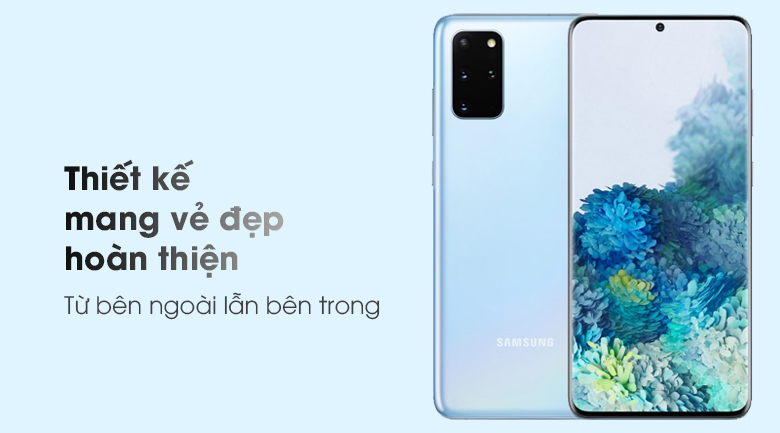 Thiết kế
mang vẻ đẹp
hoàn thiện
Từ bên ngoài lẫn bên trong
SAMSUNG